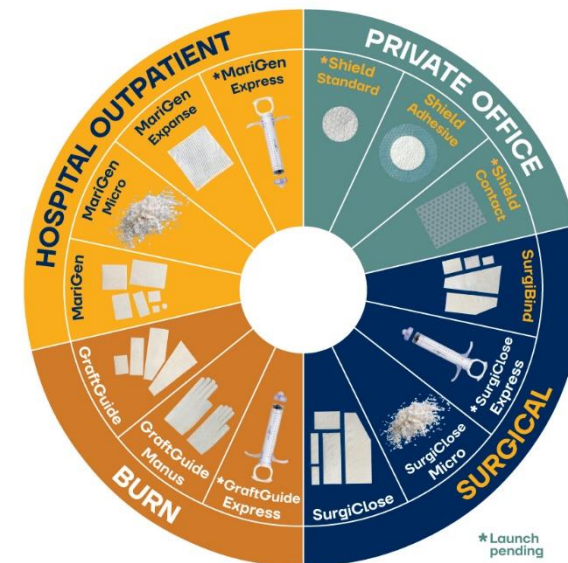 HOSPITAL OUTPATIENT
MariGen
MariGen
Micro
MariGen
Expanse
*MariGen
Express
PRIVATE OFFICE
*Shield
Standard
Shield
Adhesive
*Shield
Contact
SURGICAL
SurgiBind
*SurgiClose
Express
SurgiClose
Micro
SurgiClose
BURN
GraftGuide
GraftGuide
Manus
*GraftGuide
Express
*Launch
pending